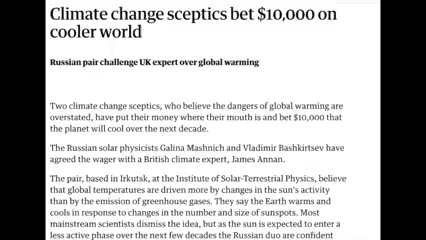 Climate change sceptics bet $10,000 on
cooler world
Russian pair challenge UK expert over global warming
Two climate change sceptics, who believe the dangers of global warming are
overstated, have put their money where their mouth is and bet $10,000 that
the planet will cool over the next decade.
The Russian solar physicists Galina Mashnich and Vladimir Bashkirtsev have
agreed the wager with a British climate expert, James Annan.
The pair, based in Irkutsk, at the Institute of Solar-Terrestrial Physics, believe
that global temperatures are driven more by changes in the sun's activity
than by the emission of greenhouse gases. They say the Earth warms and
cools in response to changes in the number and size of sunspots. Most
mainstream scientists dismiss the idea, but as the sun is expected to enter a
less active phase over the next few decades the Russian duo are confident